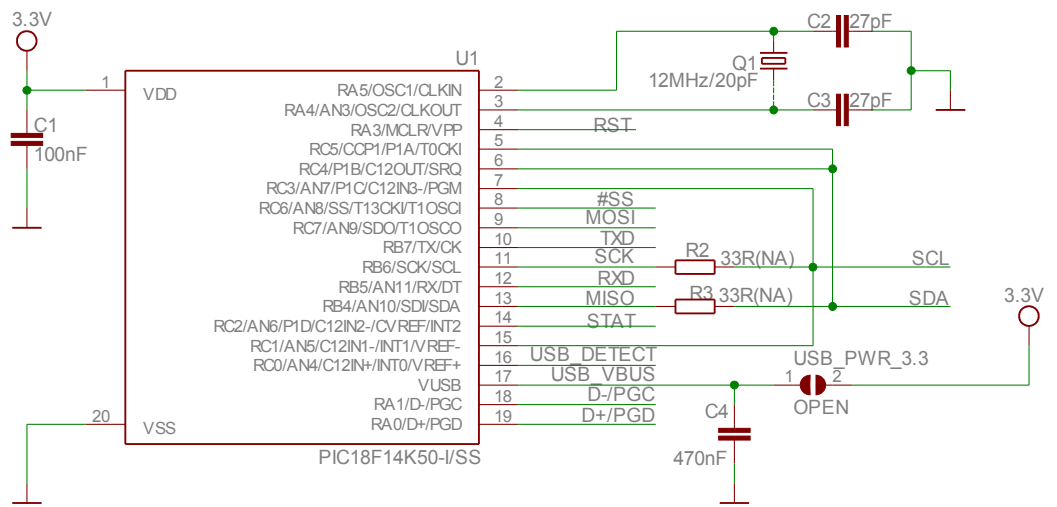 3.3V
C2 27pF
U1
Q1
12MHz/20pF
C3 27pF
1 VDD
C1
100nF
RA5/OSC1/CLKIN 2
RA4/AN3/OSC2/CLKOUT 3
RA3/MCLR/VPP 4 RST
RC5/CCP1/P1A/T0CKI 5
RC4/P1B/C12OUT/SRQ 6
RC3/AN7/P1C/C12IN3-/PGM 7
RC6/AN8/SS/T13CKI/T1OSCI 8 #SS
RC7/AN9/SDO/T1OSCO 9 MOSI
RB7/TX/CK 10 TXD
RB6/SCK/SCL 11 SCK R2 33R(NA) SCL
RB5/AN11/RX/DT 12 RXD
RB4/AN10/SDI/SDA 13 MISO R3 33R(NA) SDA
RC2/AN6/P1D/C12IN2-/CVREF/INT2 14 STAT
RC1/AN5/C12IN1-/INT1/VREF- 15
RC0/AN4/C12IN+/INT0/VREF+ 16 USB_DETECT
VUSB 17 USB_VBUS
RA1/D-/PGC 18 D-/PGC
RA0/D+/PGD 19 D+/PGD
20 VSS
PIC18F14K50-I/SS
3.3V
USB_PWR_3.3
1 2
OPEN
C4
470nF